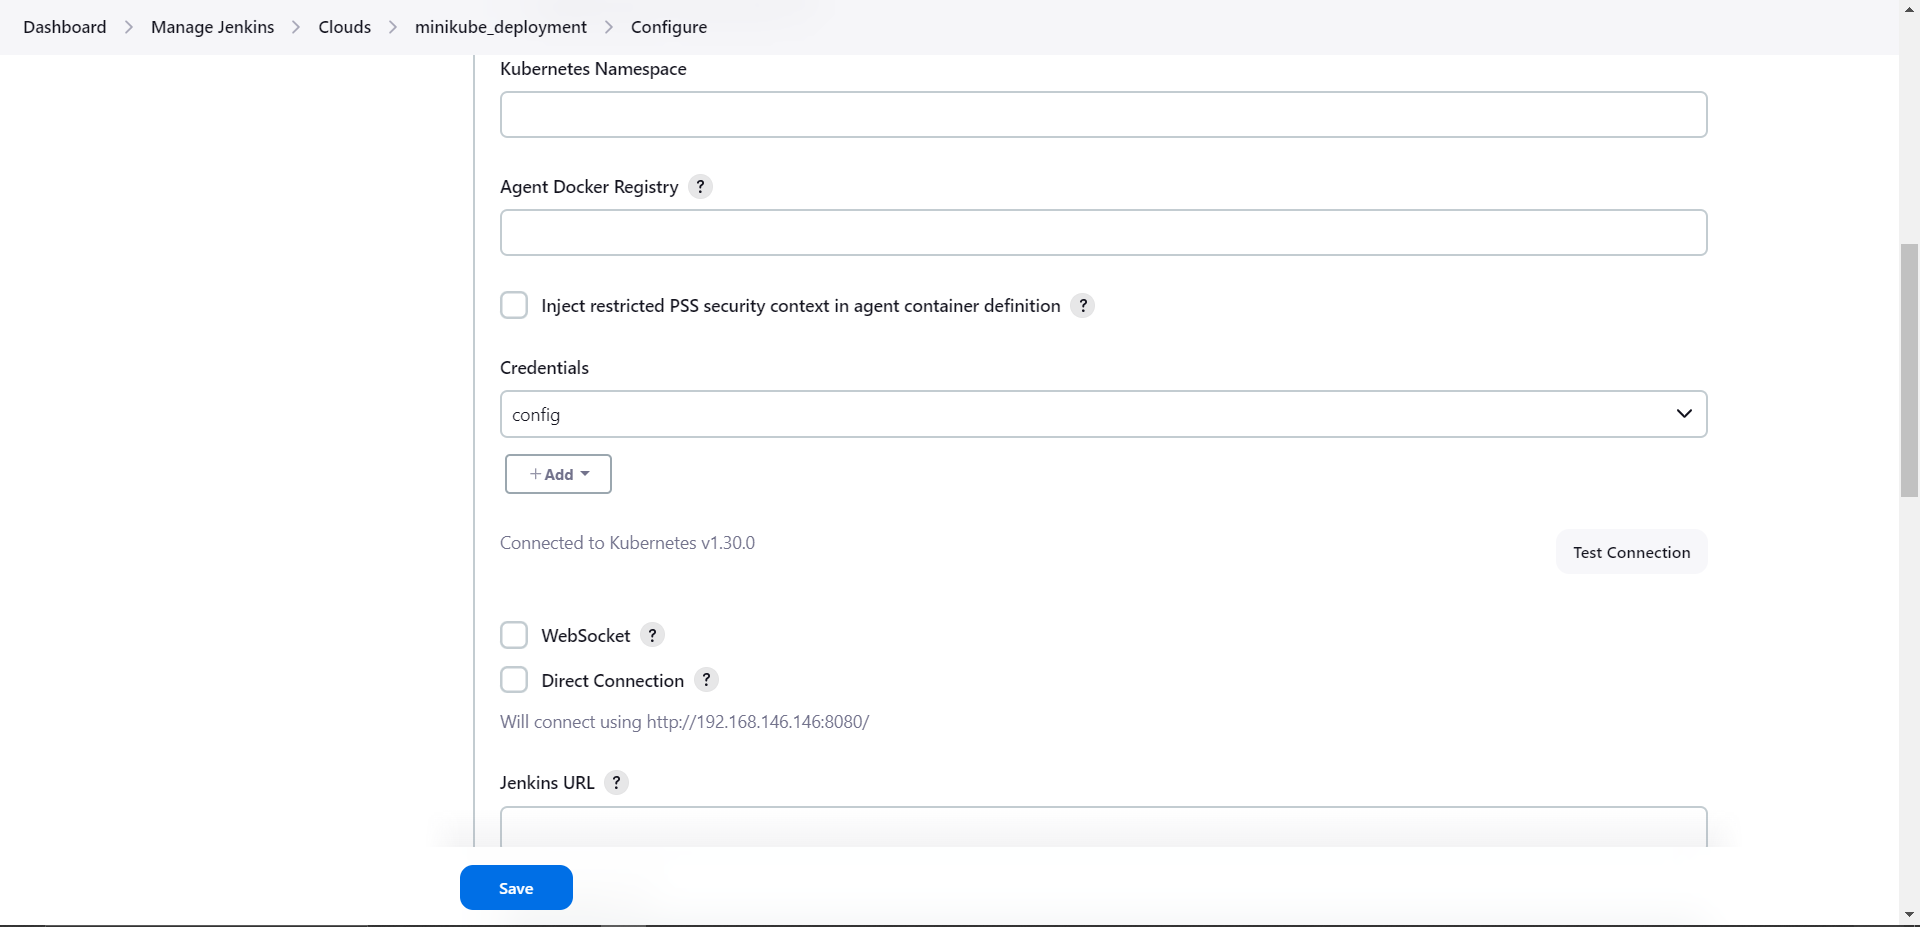 Dashboard > Manage Jenkins > Clouds > minikube_deployment > Configure
Kubernetes Namespace
Agent Docker Registry ?
Inject restricted PSS security context in agent container definition ?
Credentials
config
+ Add
Connected to Kubernetes v1.30.0
Test Connection
WebSocket ?
Direct Connection ?
Will connect using http://192.168.146.146:8080/
Jenkins URL ?
Save